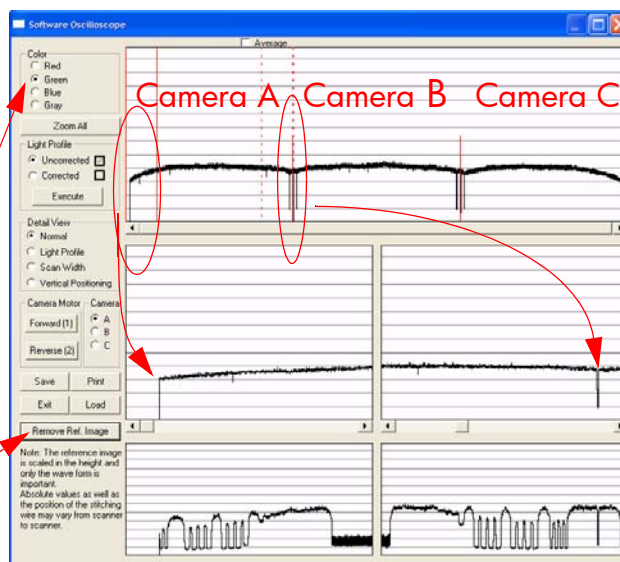 Software Oscilloscope
Color
Red
Green
Blue
Gray
Zoom All
Light Profile
Uncorrected
Corrected
Execute
Detail View
Normal
Light Profile
Scan Width
Vertical Positioning
Camera Motor
Camera
Forward (1)
A
B
Reverse (2)
C
Save Print
Exit Load
Remove Ref. Image
Note: The reference image
is scaled in the height and
only the wave form is
important.
Absolute values as well as
the position of the stitching
wire may vary from scanner
to scanner.
Average
Camera A Camera B Camera C